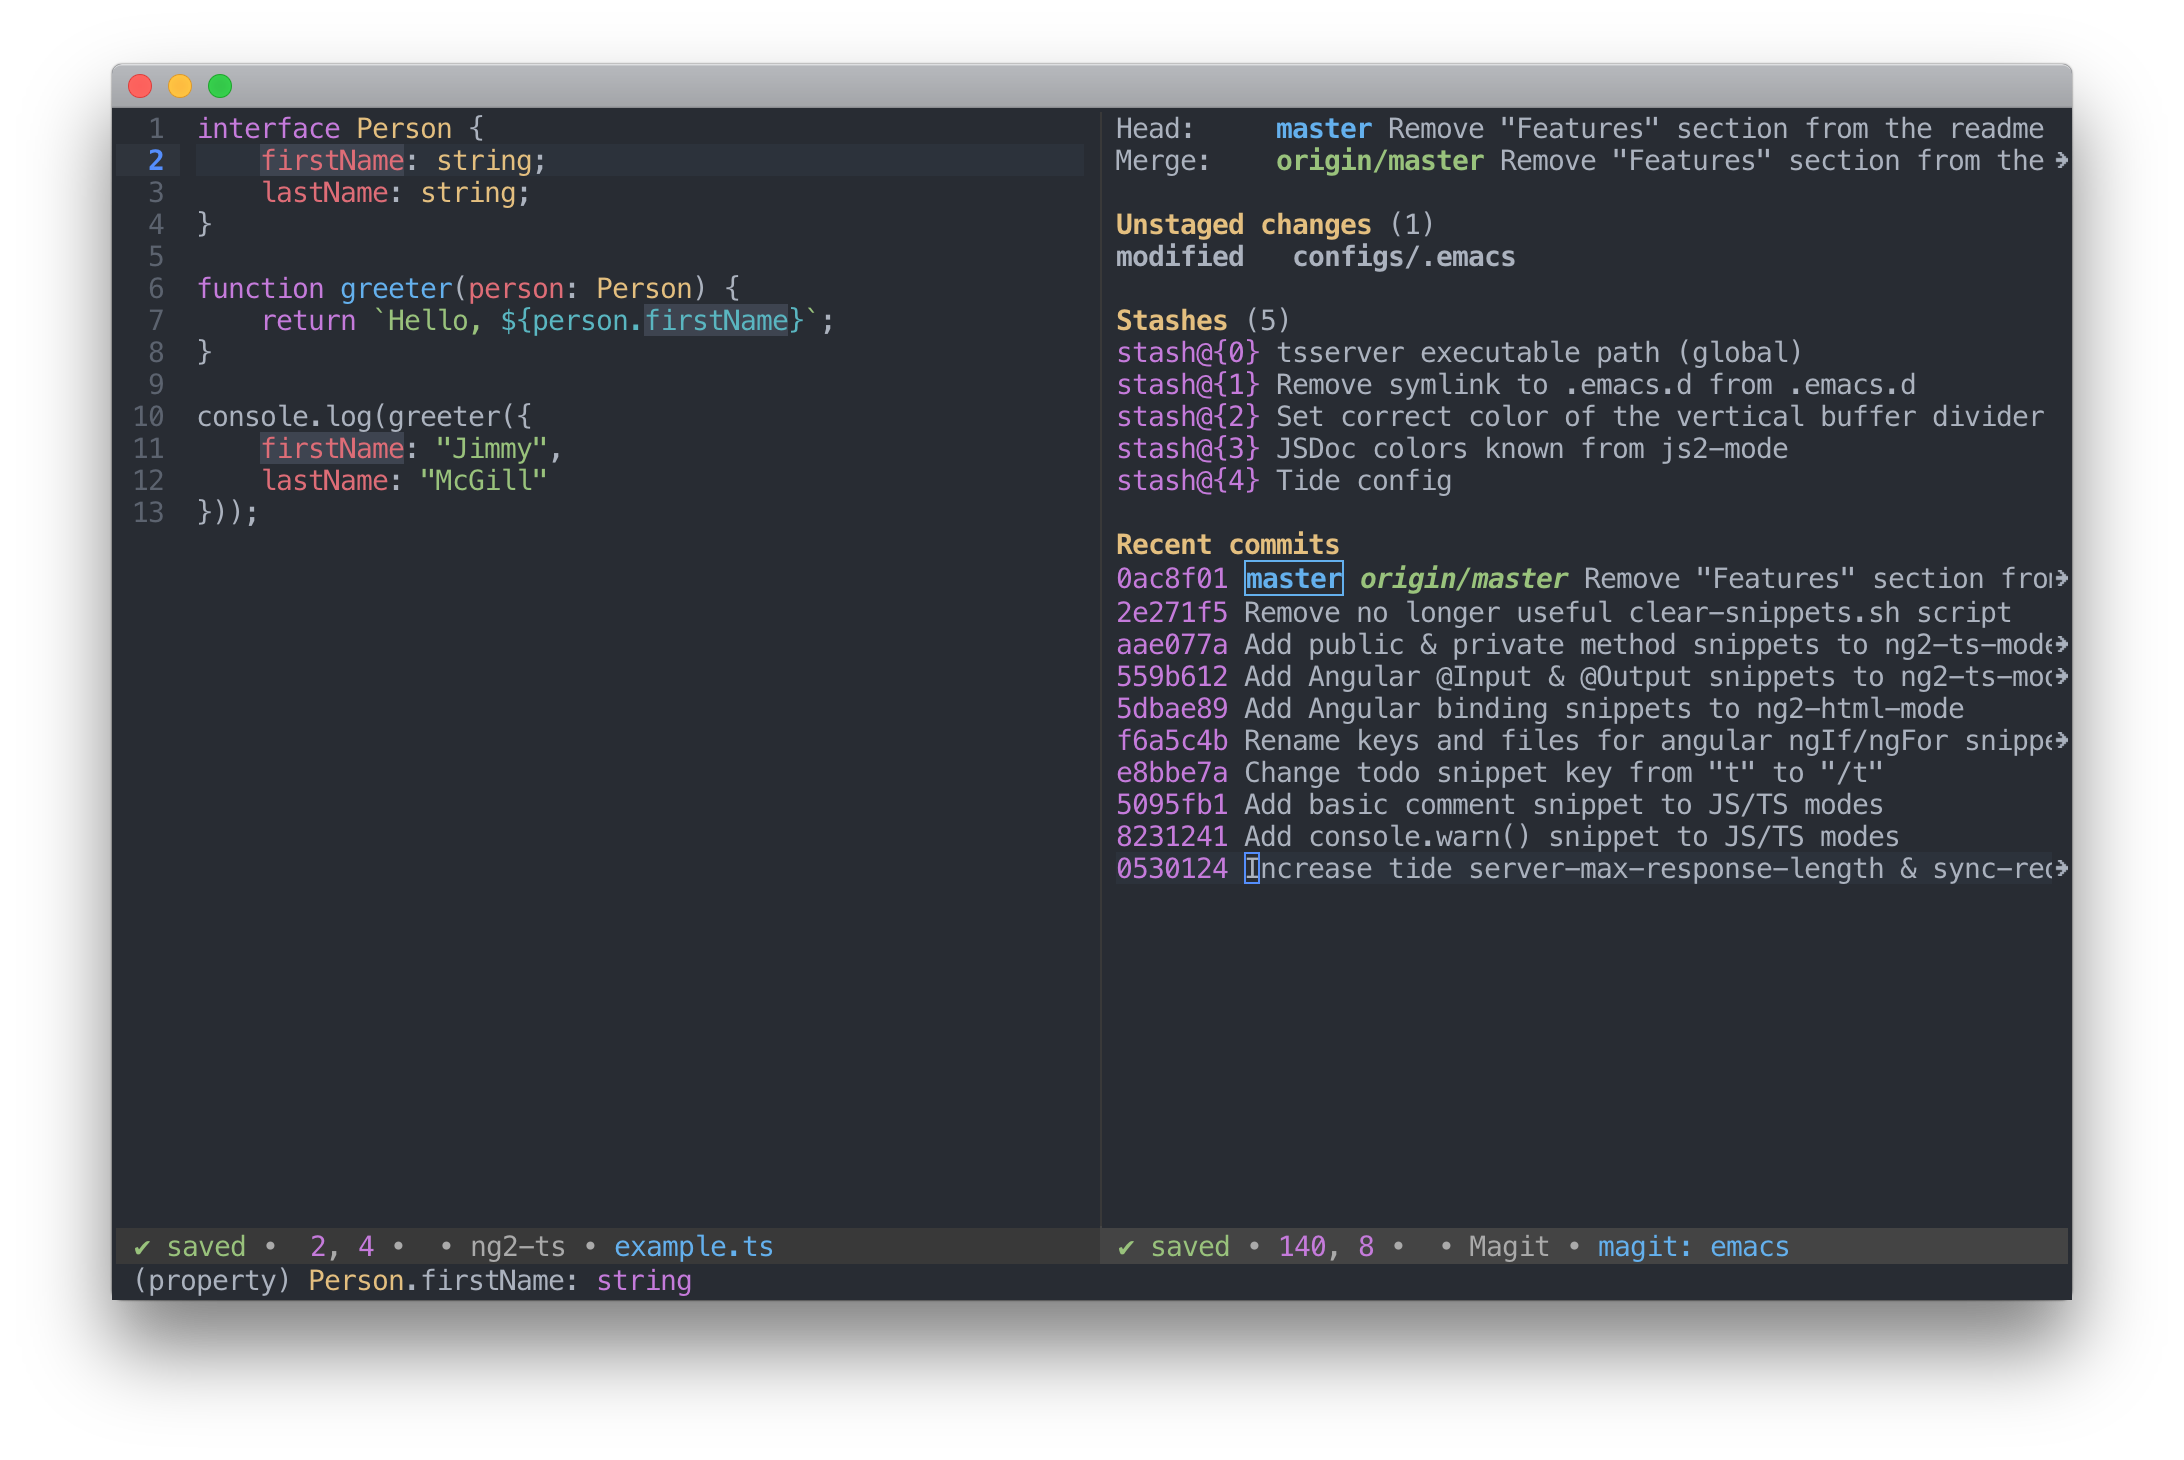 1 interface Person {
2     firstName: string;
3     lastName: string;
4 }
5
6 function greeter(person: Person) {
7     return `Hello, ${person.firstName}`;
8 }
9
10 console.log(greeter({
11     firstName: "Jimmy",
12     lastName: "McGill"
13 }));
✔ saved •  2, 4 •  • ng2-ts • example.ts
Head:     master Remove "Features" section from the readme
Merge:    origin/master Remove "Features" section from the
Unstaged changes (1)
modified   configs/.emacs
Stashes (5)
stash@{0} tsserver executable path (global)
stash@{1} Remove symlink to .emacs.d from .emacs.d
stash@{2} Set correct color of the vertical buffer divider
stash@{3} JSDoc colors known from js2-mode
stash@{4} Tide config
Recent commits
0ac8f01 master origin/master Remove "Features" section from
2e271f5 Remove no longer useful clear-snippets.sh script
aae077a Add public & private method snippets to ng2-ts-mode
559b612 Add Angular @Input & @Output snippets to ng2-ts-mod
5dbae89 Add Angular binding snippets to ng2-html-mode
f6a5c4b Rename keys and files for angular ngIf/ngFor snippe
e8bbe7a Change todo snippet key from "t" to "/t"
5095fb1 Add basic comment snippet to JS/TS modes
8231241 Add console.warn() snippet to JS/TS modes
0530124 Increase tide server-max-response-length & sync-req
✔ saved • 140, 8 •  • Magit • magit: emacs
(property) Person.firstName: string